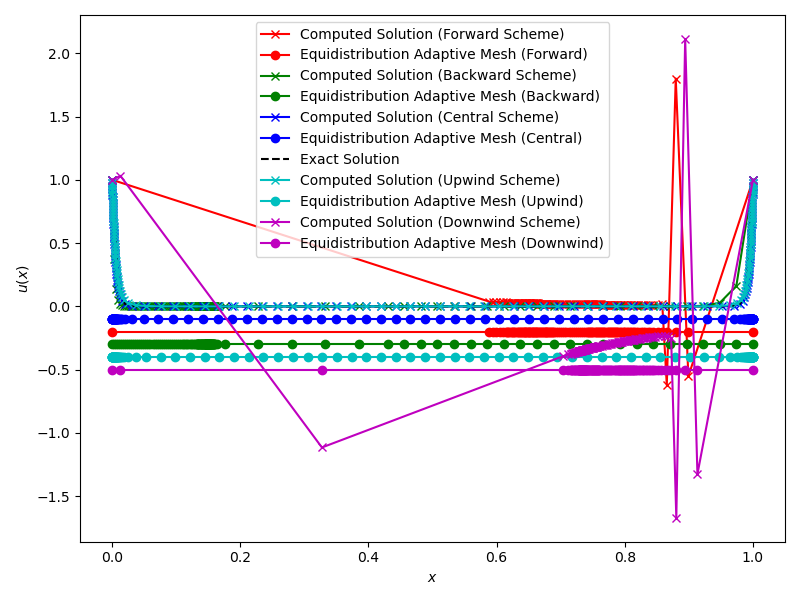 Computed Solution (Forward Scheme)
Equidistribution Adaptive Mesh (Forward)
Computed Solution (Backward Scheme)
Equidistribution Adaptive Mesh (Backward)
Computed Solution (Central Scheme)
Equidistribution Adaptive Mesh (Central)
Exact Solution
Computed Solution (Upwind Scheme)
Equidistribution Adaptive Mesh (Upwind)
Computed Solution (Downwind Scheme)
Equidistribution Adaptive Mesh (Downwind)
2.0
1.5
1.0
0.5
0.0
−0.5
−1.0
−1.5
u(x)
0.0 0.2 0.4 0.6 0.8 1.0
x